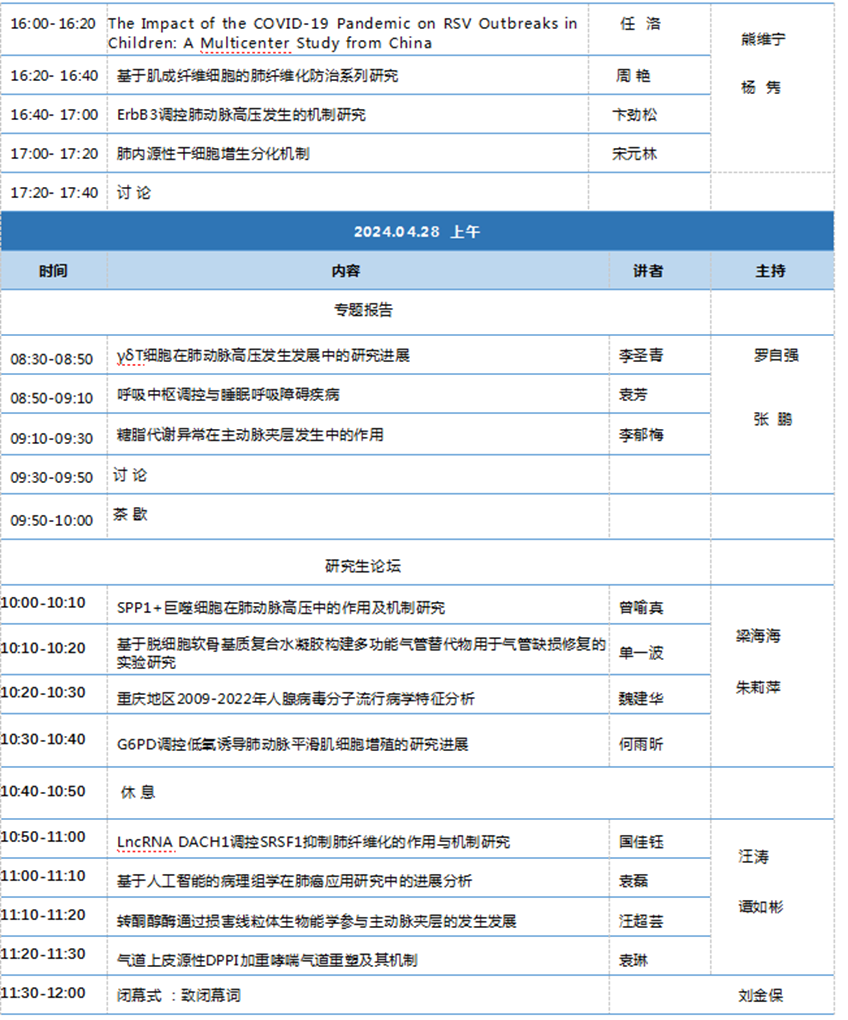 16:00-16:20 The Impact of the COVID-19 Pandemic on RSV Outbreaks in 任 洛
Children: A Multicenter Study from China
熊维宁
16:20- 16:40 基于肌成纤维细胞的肺纤维化防治系列研究 周 艳
杨 隽
16:40- 17:00 ErbB3调控肺动脉高压发生的机制研究 卞劲松
17:00- 17:20 肺内源性干细胞增生分化机制 宋元林
17:20- 17:40 讨 论
2024.04.28 上午
时间 内容 讲者 主持
专题报告
08:30-08:50 γδT细胞在肺动脉高压发生发展中的研究进展 李圣青 罗自强
08:50-09:10 呼吸中枢调控与睡眠呼吸障碍疾病 袁芳
张 鹏
09:10-09:30 糖脂代谢异常在主动脉夹层发生中的作用 李郁梅
09:30-09:50 讨 论
09:50-10:00 茶 歇
研究生论坛
10:00-10:10 SPP1+巨噬细胞在肺动脉高压中的作用及机制研究 曾喻真
梁海海
10:10-10:20 基于脱细胞软骨基质复合水凝胶构建多功能气管替代物用于气管缺损修复的 单一波
实验研究
朱莉萍
10:20-10:30 重庆地区2009-2022年人腺病毒分子流行病学特征分析 魏建华
10:30-10:40 G6PD调控低氧诱导肺动脉平滑肌细胞增殖的研究进展 何雨昕
10:40-10:50 休 息
10:50-11:00 LncRNA DACH1调控SRSF1抑制肺纤维化的作用与机制研究 国佳钰
汪涛
11:00-11:10 基于人工智能的病理组学在肺癌应用研究中的进展分析 袁磊
谭如彬
11:10-11:20 转酮醇酶通过损害线粒体生物能学参与主动脉夹层的发生发展 汪超芸
11:20-11:30 气道上皮源性DPPI加重哮喘气道重塑及其机制 袁琳
11:30-12:00 闭幕式 ：致闭幕词 刘金保